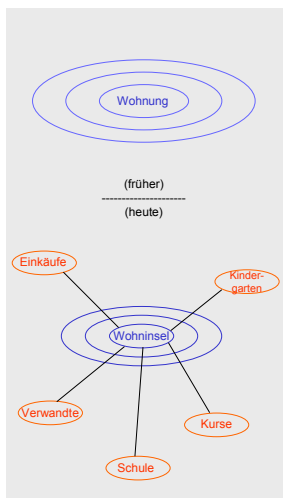 Wohnung
(früher)
----------------------
(heute)
Einkäufe
Kinder-
garten
Wohninsel
Verwandte
Kurse
Schule